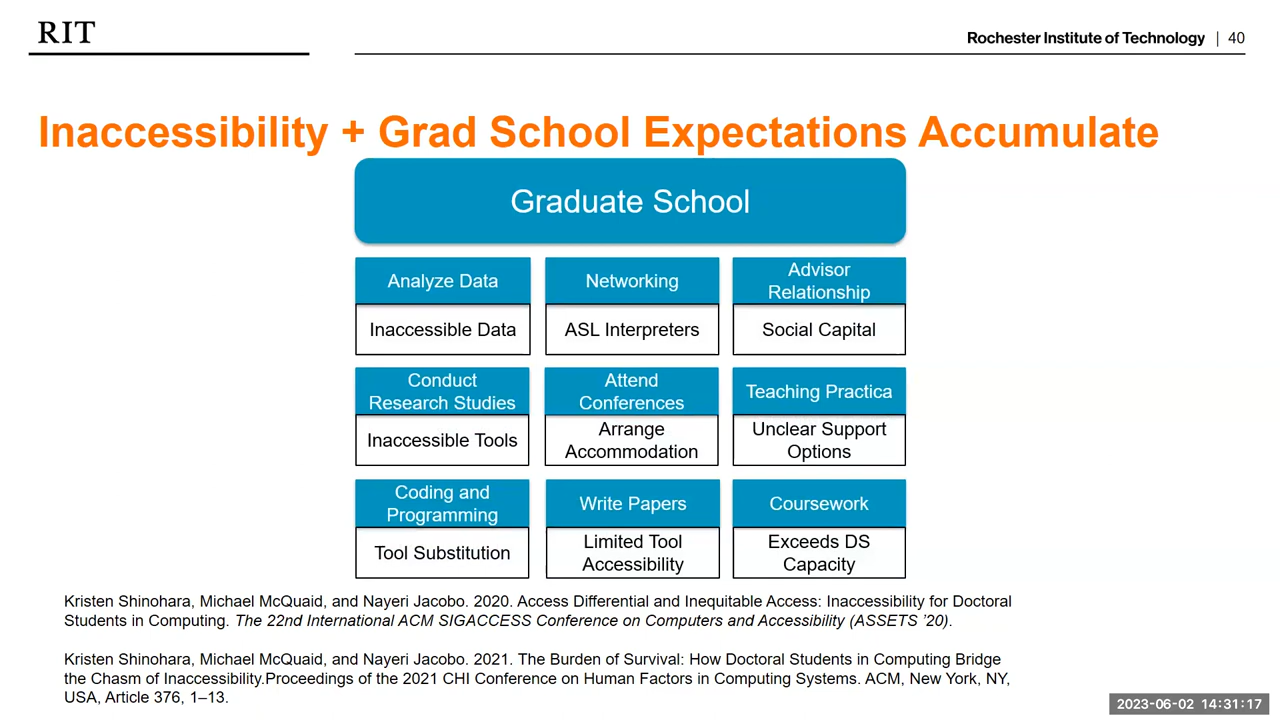 RIT
Rochester Institute of Technology | 40
Inaccessibility + Grad School Expectations Accumulate
Graduate School
Analyze Data
Inaccessible Data
Networking
ASL Interpreters
Advisor
Relationship
Social Capital
Conduct
Research Studies
Inaccessible Tools
Attend
Conferences
Arrange
Accommodation
Teaching Practica
Unclear Support
Options
Coding and
Programming
Tool Substitution
Write Papers
Limited Tool
Accessibility
Coursework
Exceeds DS
Capacity
Kristen Shinohara, Michael McQuaid, and Nayeri Jacobo. 2020. Access Differential and Inequitable Access: Inaccessibility for Doctoral
Students in Computing. The 22nd International ACM SIGACCESS Conference on Computers and Accessibility (ASSETS ’20).
Kristen Shinohara, Michael McQuaid, and Nayeri Jacobo. 2021. The Burden of Survival: How Doctoral Students in Computing Bridge
the Chasm of Inaccessibility.Proceedings of the 2021 CHI Conference on Human Factors in Computing Systems. ACM, New York, NY,
USA, Article 376, 1–13.
2023-06-02 14:31:17